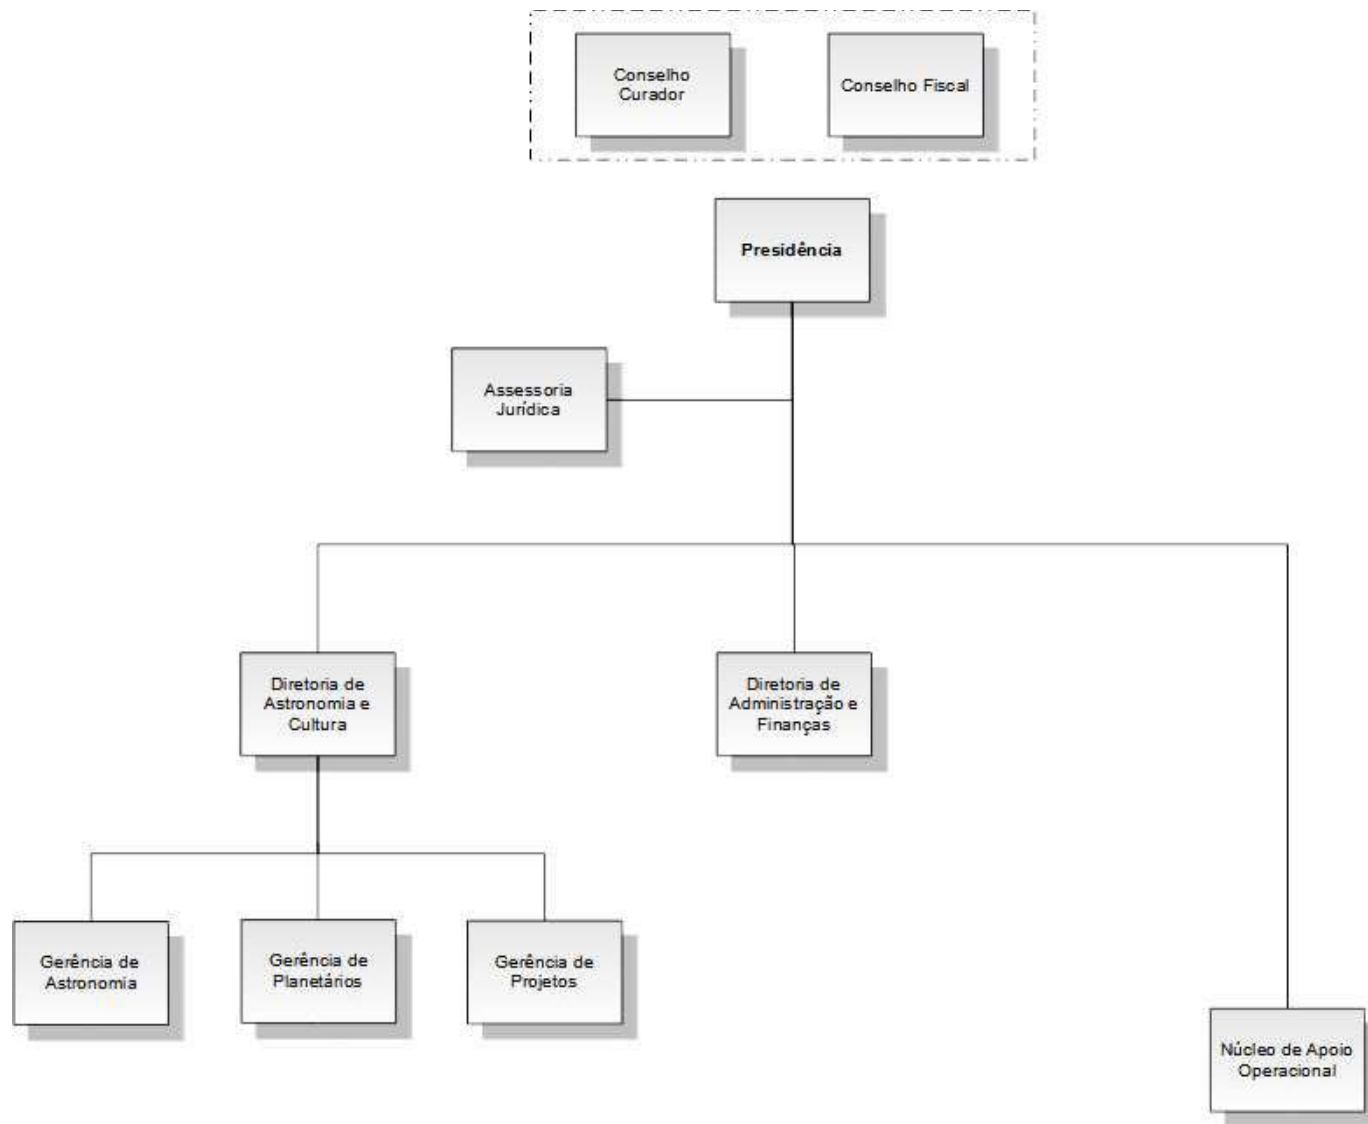 Conselho
Curador
Conselho Fiscal
Presidência
Assessoria
Jurídica
Diretoria de
Astronomia e
Cultura
Diretoria de
Administração e
Finanças
Gerência de
Astronomia
Gerência de
Planetários
Gerência de
Projetos
Núcleo de Apoio
Operacional